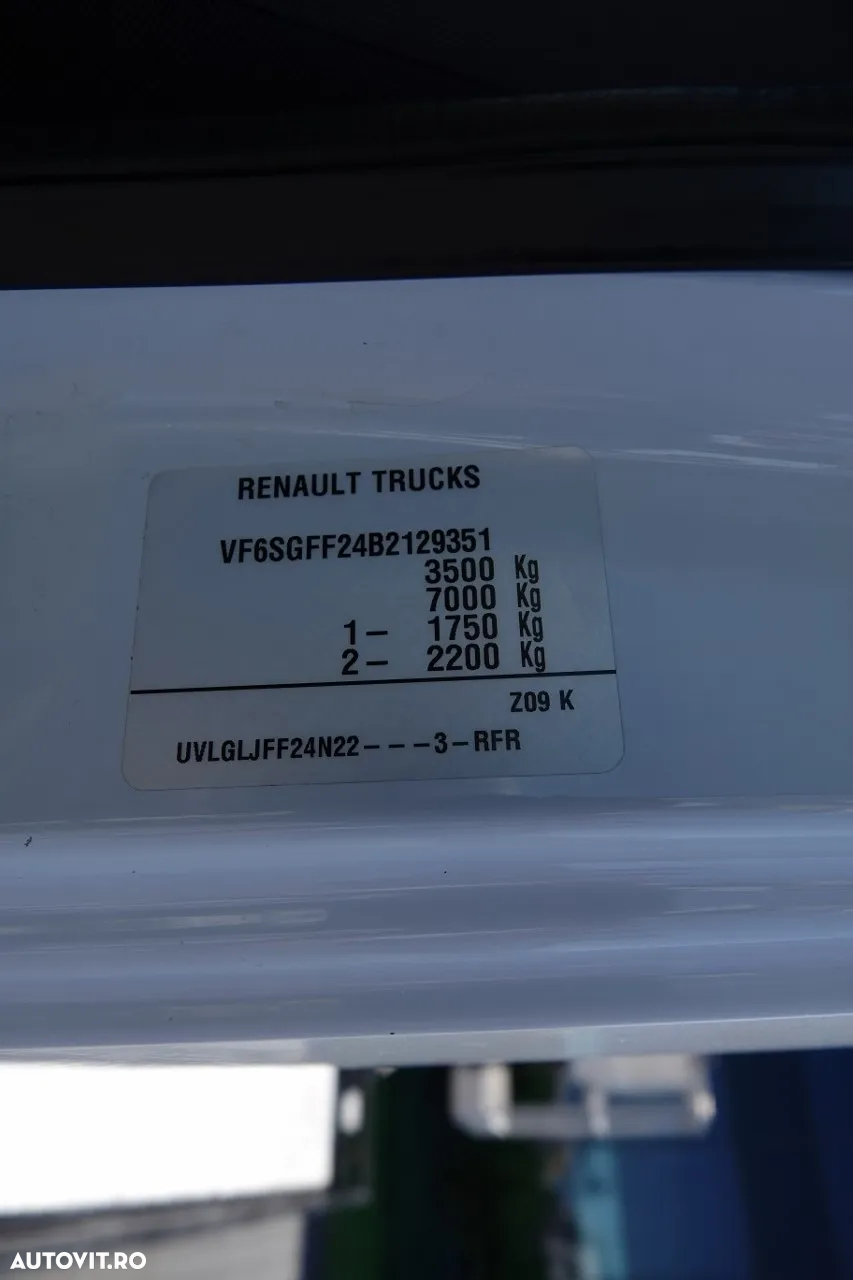 RENAULT TRUCKS
VF6SGFF24B2129351
3500 Kg
7000 Kg
1– 1750 Kg
2– 2200 Kg
Z09 K
UVLGLJFF24N22–––3–RFR
AUTOVIT.RO